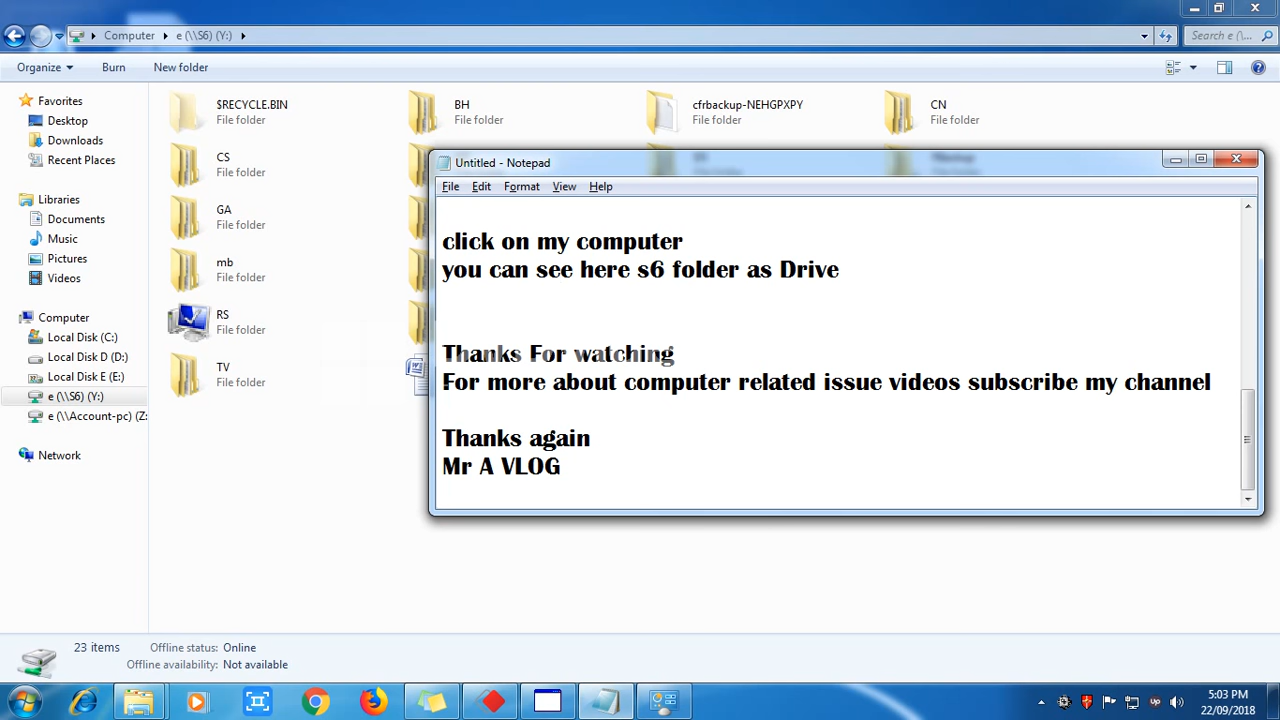 Computer
e (\\S6) (Y:)
Search e (\...
Organize
Burn
New folder
Favorites
Desktop
Downloads
Recent Places
Libraries
Documents
Music
Pictures
Videos
Computer
Local Disk (C:)
Local Disk D (D:)
Local Disk E (E:)
e (\\S6) (Y:)
e (\\Account-pc) (Z:
Network
$RECYCLE.BIN
File folder
BH
File folder
cfrbackup-NEHGPXPY
File folder
CN
File folder
CS
File folder
GA
File folder
mb
File folder
RS
File folder
TV
File folder
Untitled - Notepad
File Edit Format View Help
click on my computer
you can see here s6 folder as Drive
Thanks For watching
For more about computer related issue videos subscribe my channel
Thanks again
Mr A VLOG
23 items
Offline status: Online
Offline availability: Not available
5:03 PM
22/09/2018